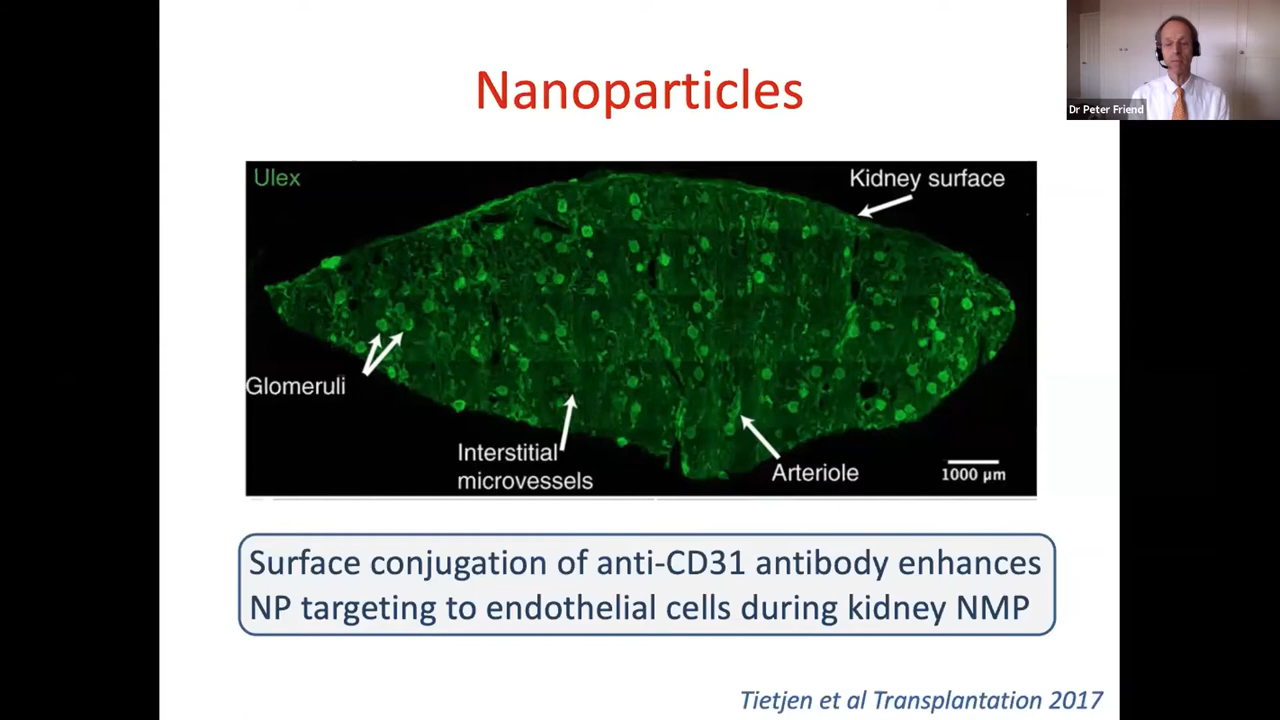 Nanoparticles
Dr Peter Friend
Ulex
Kidney surface
Glomeruli
Interstitial
microvessels
Arteriole
1000 µm
Surface conjugation of anti-CD31 antibody enhances
NP targeting to endothelial cells during kidney NMP
Tietjen et al Transplantation 2017